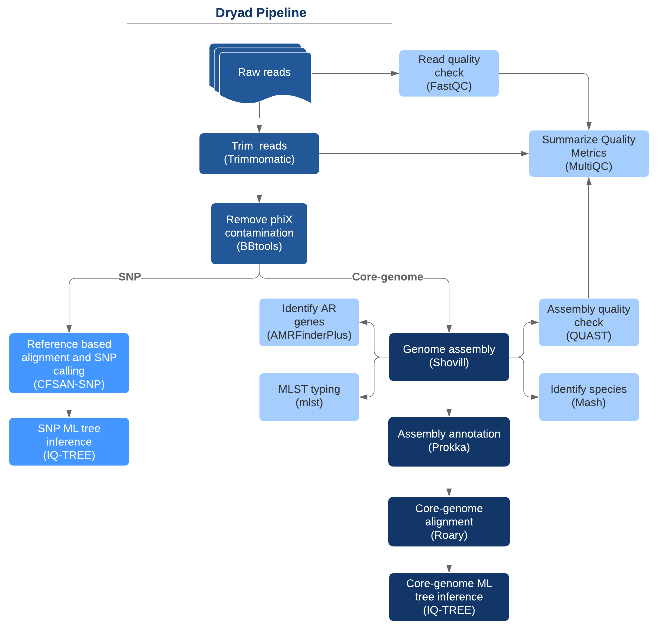 Dryad Pipeline
Raw reads
Read quality
check
(FastQC)
Trim reads
(Trimmomatic)
Summarize Quality
Metrics
(MultiQC)
Remove phiX
contamination
(BBtools)
SNP
Core-genome
Identify AR
genes
(AMRFinderPlus)
Assembly quality
check
(QUAST)
Reference based
alignment and SNP
calling
(CFSAN-SNP)
Genome assembly
(Shovill)
MLST typing
(mlst)
Identify species
(Mash)
SNP ML tree
inference
(IQ-TREE)
Assembly annotation
(Prokka)
Core-genome
alignment
(Roary)
Core-genome ML
tree inference
(IQ-TREE)